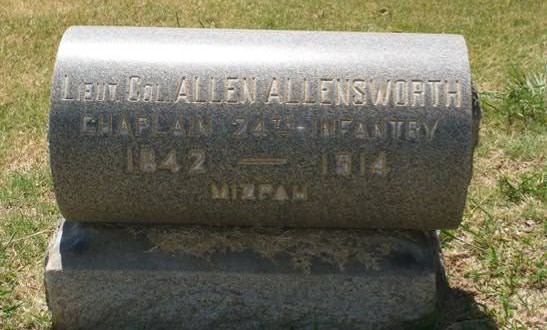 LIEUT COL. ALLEN ALLENSWORTH
CHAPLAIN 24TH INFANTRY
1842 — 1914
MIZPAH